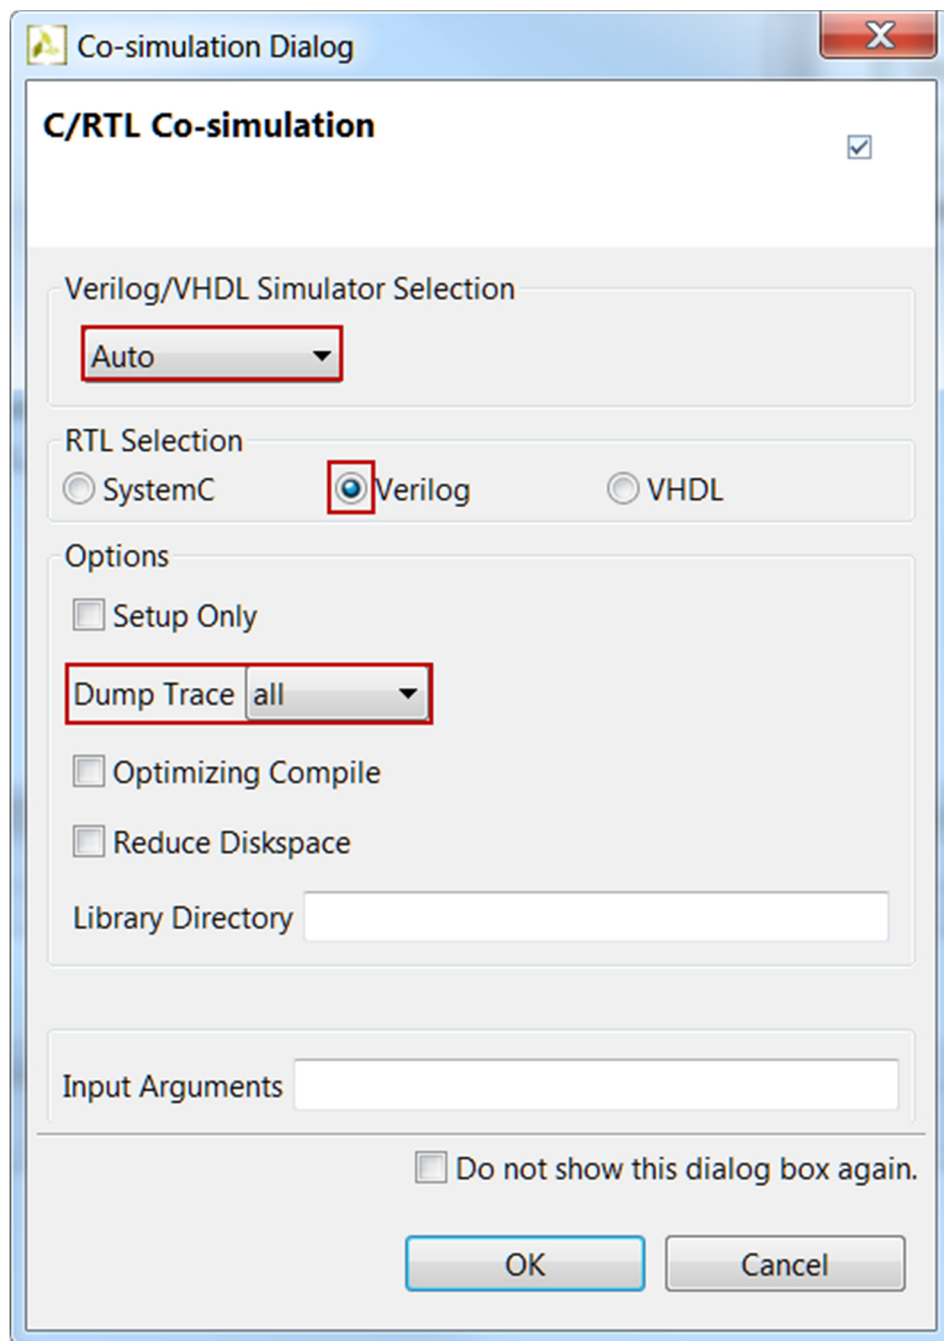 Co-simulation Dialog
C/RTL Co-simulation
Verilog/VHDL Simulator Selection
Auto
RTL Selection
SystemC Verilog VHDL
Options
Setup Only
Dump Trace all
Optimizing Compile
Reduce Diskspace
Library Directory
Input Arguments
Do not show this dialog box again.
OK Cancel